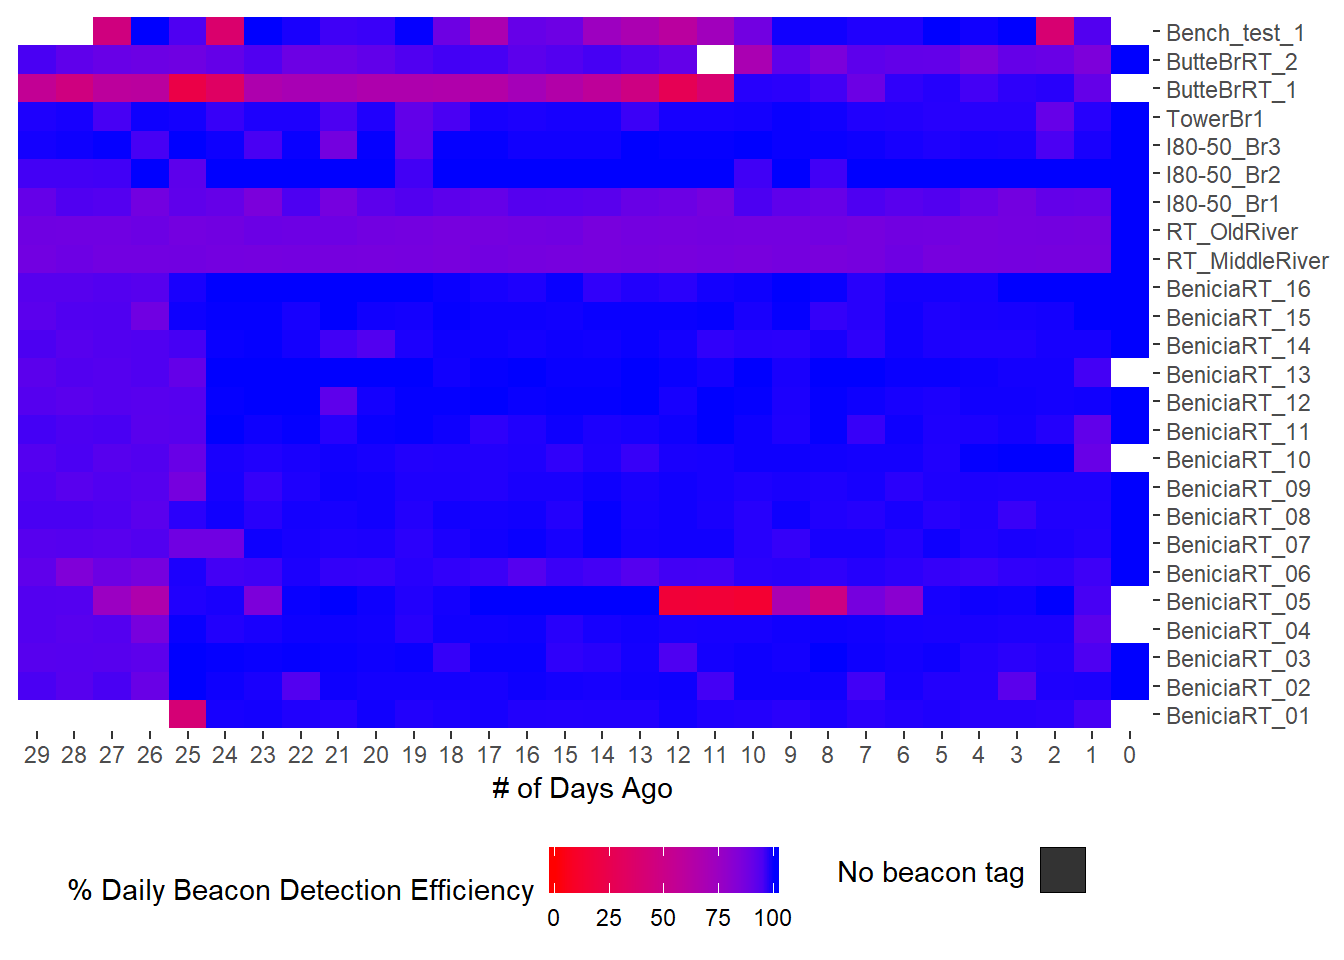 Bench_test_1
ButteBrRT_2
ButteBrRT_1
TowerBr1
I80-50_Br3
I80-50_Br2
I80-50_Br1
RT_OldRiver
RT_MiddleRiver
BeniciaRT_16
BeniciaRT_15
BeniciaRT_14
BeniciaRT_13
BeniciaRT_12
BeniciaRT_11
BeniciaRT_10
BeniciaRT_09
BeniciaRT_08
BeniciaRT_07
BeniciaRT_06
BeniciaRT_05
BeniciaRT_04
BeniciaRT_03
BeniciaRT_02
BeniciaRT_01
29 28 27 26 25 24 23 22 21 20 19 18 17 16 15 14 13 12 11 10 9 8 7 6 5 4 3 2 1 0
# of Days Ago
% Daily Beacon Detection Efficiency
0 25 50 75 100
No beacon tag